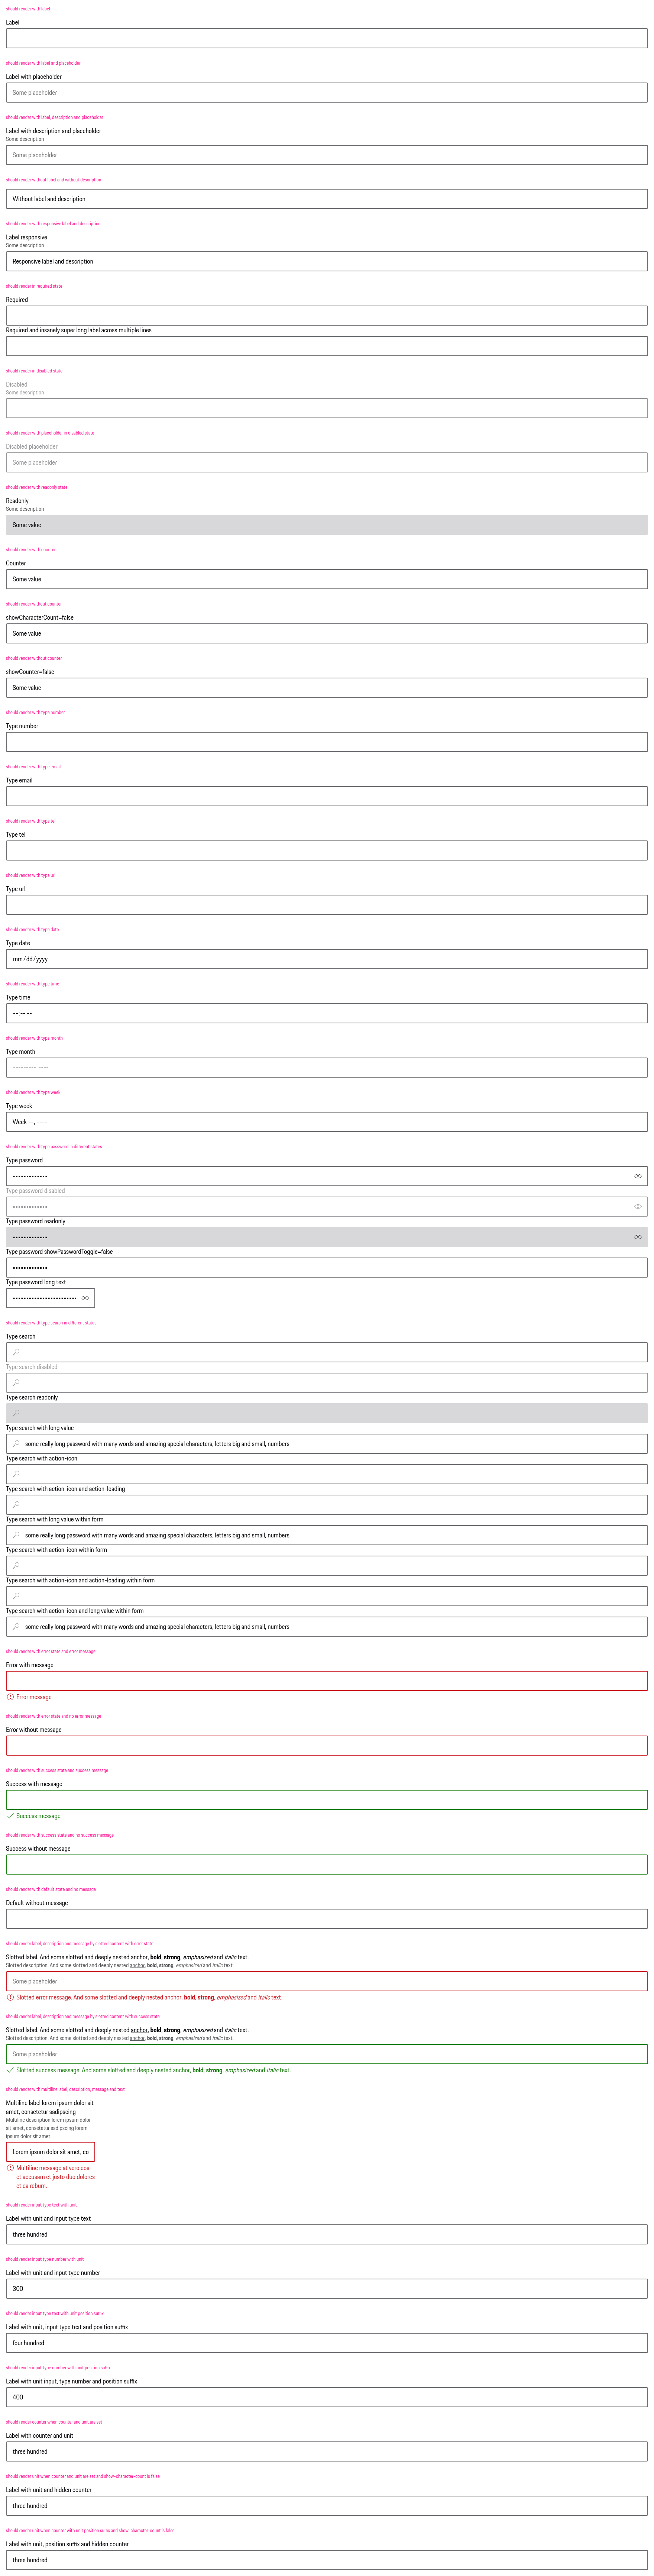 should render with label
Label
should render with label and placeholder
Label with placeholder
Some placeholder
should render with label, description and placeholder
Label with description and placeholder
Some description
Some placeholder
should render without label and without description
Without label and description
should render with responsive label and description
Label responsive
Some description
Responsive label and description
should render in required state
Required
Required and insanely super long label across multiple lines
should render in disabled state
Disabled
Some description
should render with placeholder in disabled state
Disabled placeholder
Some placeholder
should render with readonly state
Readonly
Some description
Some value
should render with counter
Counter
Some value
should render without counter
showCharacterCount=false
Some value
should render without counter
showCounter=false
Some value
should render with type number
Type number
should render with type email
Type email
should render with type tel
Type tel
should render with type url
Type url
should render with type date
Type date
mm/dd/yyyy
should render with type time
Type time
--:-- --
should render with type month
Type month
--------- ----
should render with type week
Type week
Week --, ----
should render with type password in different states
Type password
•••••••••••••
Type password disabled
•••••••••••••
Type password readonly
•••••••••••••
Type password showPasswordToggle=false
•••••••••••••
Type password long text
••••••••••••••••••••••••
should render with type search in different states
Type search
Type search disabled
Type search readonly
Type search with long value
some really long password with many words and amazing special characters, letters big and small, numbers
Type search with action-icon
Type search with action-icon and action-loading
Type search with long value within form
some really long password with many words and amazing special characters, letters big and small, numbers
Type search with action-icon within form
Type search with action-icon and action-loading within form
Type search with action-icon and long value within form
some really long password with many words and amazing special characters, letters big and small, numbers
should render with error state and error message
Error with message
Error message
should render with error state and no error message
Error without message
should render with success state and success message
Success with message
Success message
should render with success state and no success message
Success without message
should render with default state and no message
Default without message
should render label, description and message by slotted content with error state
Slotted label. And some slotted and deeply nested anchor, bold, strong, emphasized and italic text.
Slotted description. And some slotted and deeply nested anchor, bold, strong, emphasized and italic text.
Some placeholder
Slotted error message. And some slotted and deeply nested anchor, bold, strong, emphasized and italic text.
should render label, description and message by slotted content with success state
Slotted label. And some slotted and deeply nested anchor, bold, strong, emphasized and italic text.
Slotted description. And some slotted and deeply nested anchor, bold, strong, emphasized and italic text.
Some placeholder
Slotted success message. And some slotted and deeply nested anchor, bold, strong, emphasized and italic text.
should render with multiline label, description, message and text
Multiline label lorem ipsum dolor sit
amet, consetetur sadipscing
Multiline description lorem ipsum dolor
sit amet, consetetur sadipscing lorem
ipsum dolor sit amet
Lorem ipsum dolor sit amet, co
Multiline message at vero eos
et accusam et justo duo dolores
et ea rebum.
should render input type text with unit
Label with unit and input type text
three hundred
should render input type number with unit
Label with unit and input type number
300
should render input type text with unit position suffix
Label with unit, input type text and position suffix
four hundred
should render input type number with unit position suffix
Label with unit input, type number and position suffix
400
should render counter when counter and unit are set
Label with counter and unit
three hundred
should render unit when counter and unit are set and show-character-count is false
Label with unit and hidden counter
three hundred
should render unit when counter with unit position suffix and show-character-count is false
Label with unit, position suffix and hidden counter
three hundred